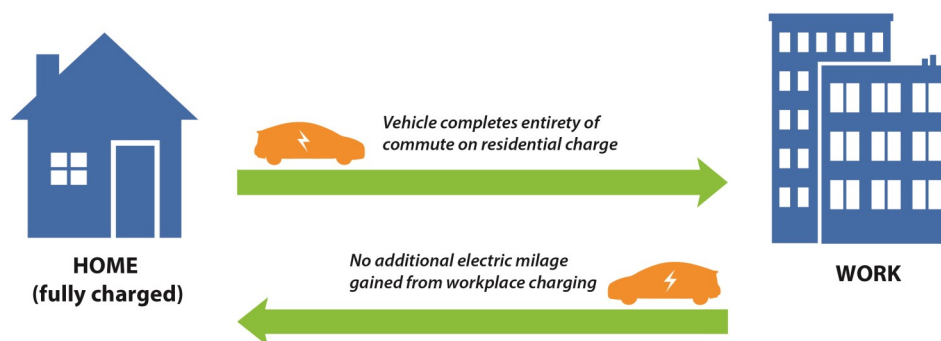 Vehicle completes entirety of
commute on residential charge
HOME
(fully charged)
No additional electric milage
gained from workplace charging
WORK